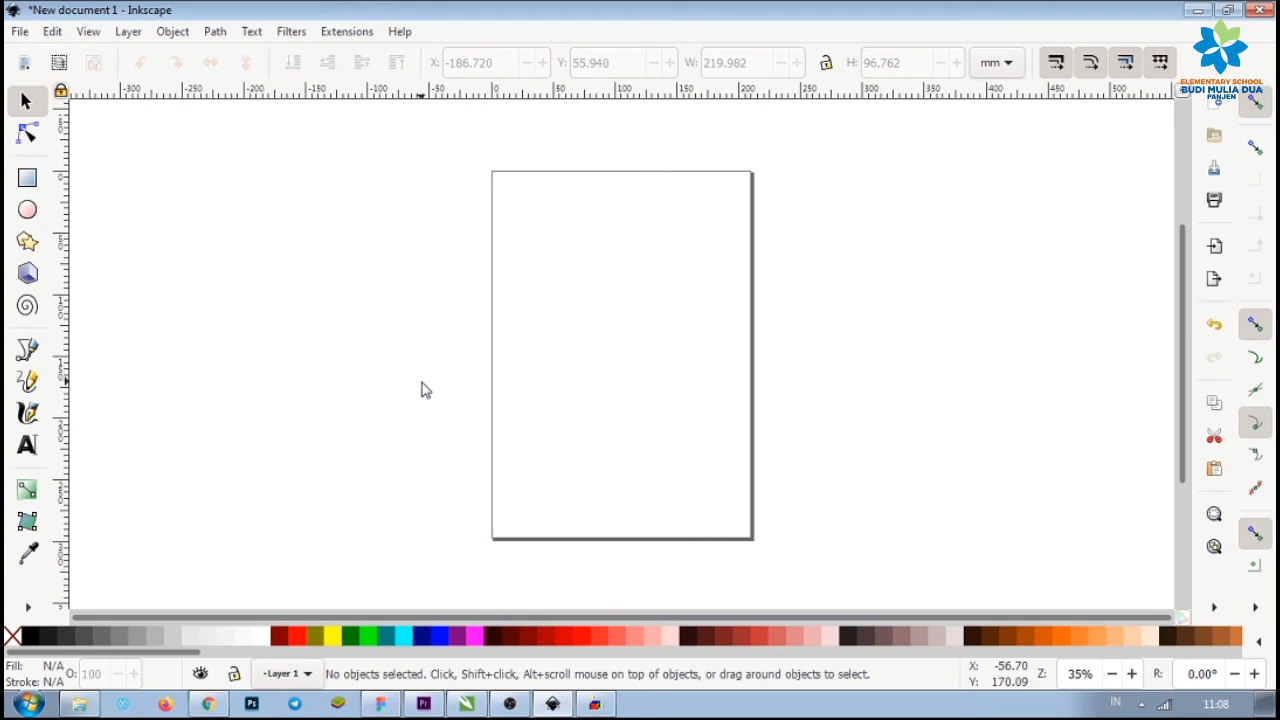 *New document 1 - Inkscape
File Edit View Layer Object Path Text Filters Extensions Help
X: -186.720 Y: 55.940 W: 219.982 H: 96.762 mm
ELEMENTARY SCHOOL
BUDI MULIA DUA
PANJEN
-300 -250 -200 -150 -100 -50 0 50 100 150 200 250 300 350 400 450 500
Fill: N/A O: 100
Stroke: N/A
-Layer 1
No objects selected. Click, Shift+click, Alt+scroll mouse on top of objects, or drag around objects to select.
X: -56.70
Y: 170.09
Z: 35%
R: 0.00°
IN 11:08